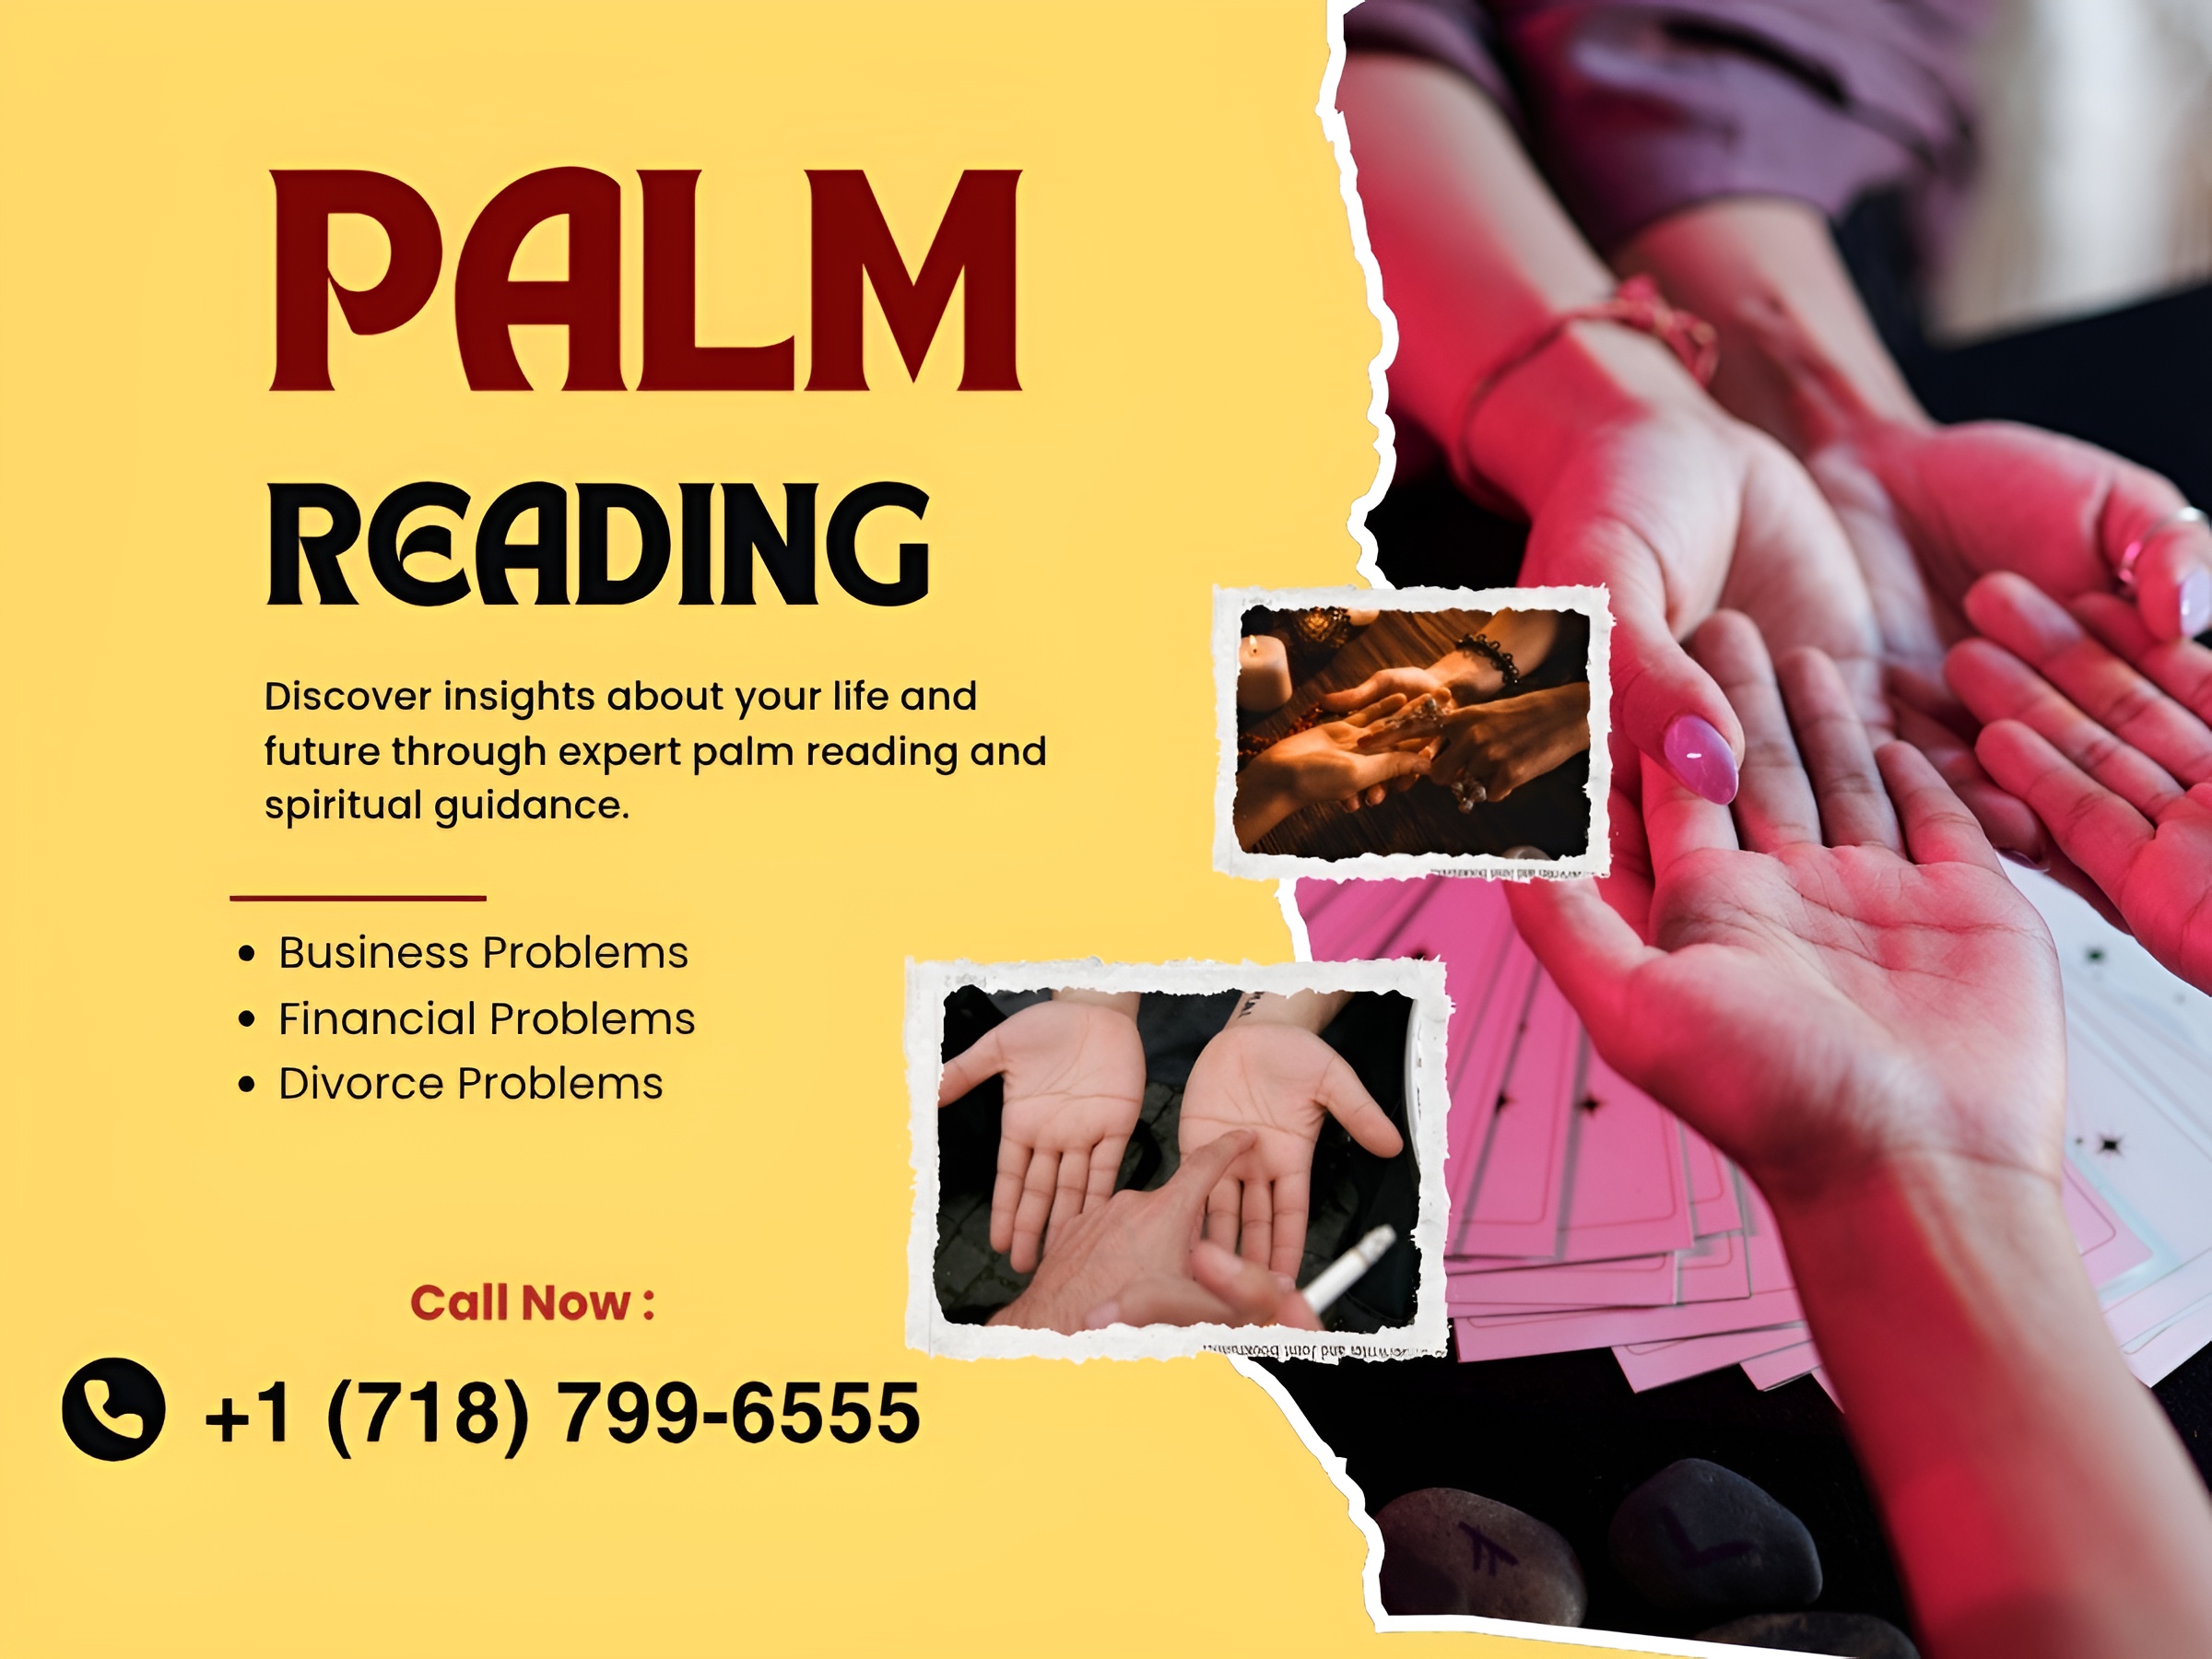 PALM
READING
Discover insights about your life and
future through expert palm reading and
spiritual guidance.
• Business Problems
• Financial Problems
• Divorce Problems
Call Now :
+1 (718) 799-6555